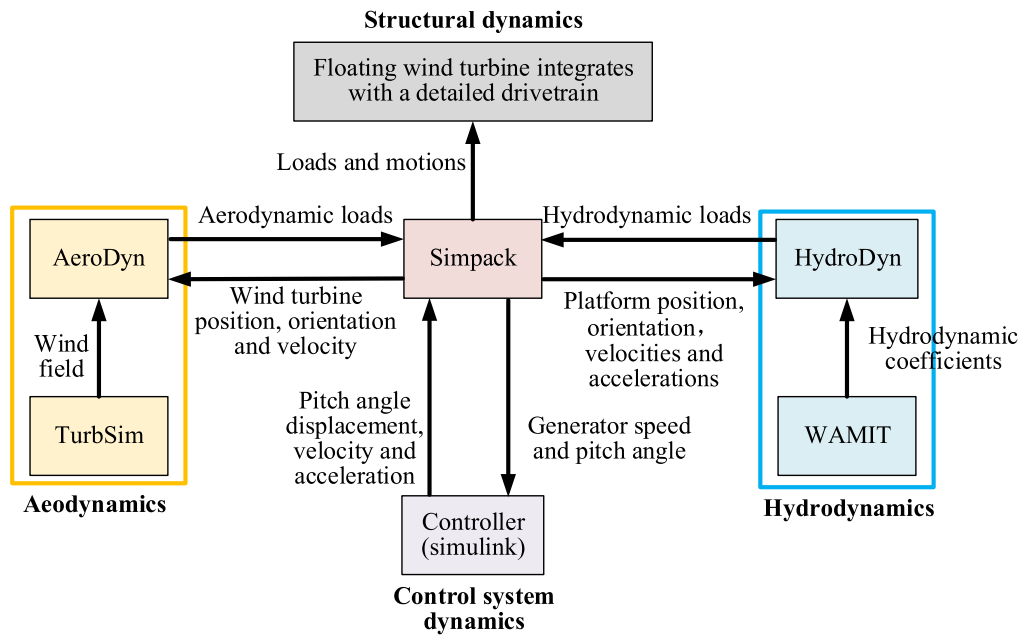 Structural dynamics
Floating wind turbine integrates
with a detailed drivetrain
Loads and motions
Aerodynamic loads
Hydrodynamic loads
AeroDyn
Simpack
HydroDyn
Wind turbine
position, orientation
and velocity
Platform position,
orientation，
velocities and
accelerations
Wind
field
Hydrodynamic
coefficients
Pitch angle
displacement,
velocity and
acceleration
Generator speed
and pitch angle
TurbSim
WAMIT
Aeodynamics
Hydrodynamics
Controller
(simulink)
Control system
dynamics